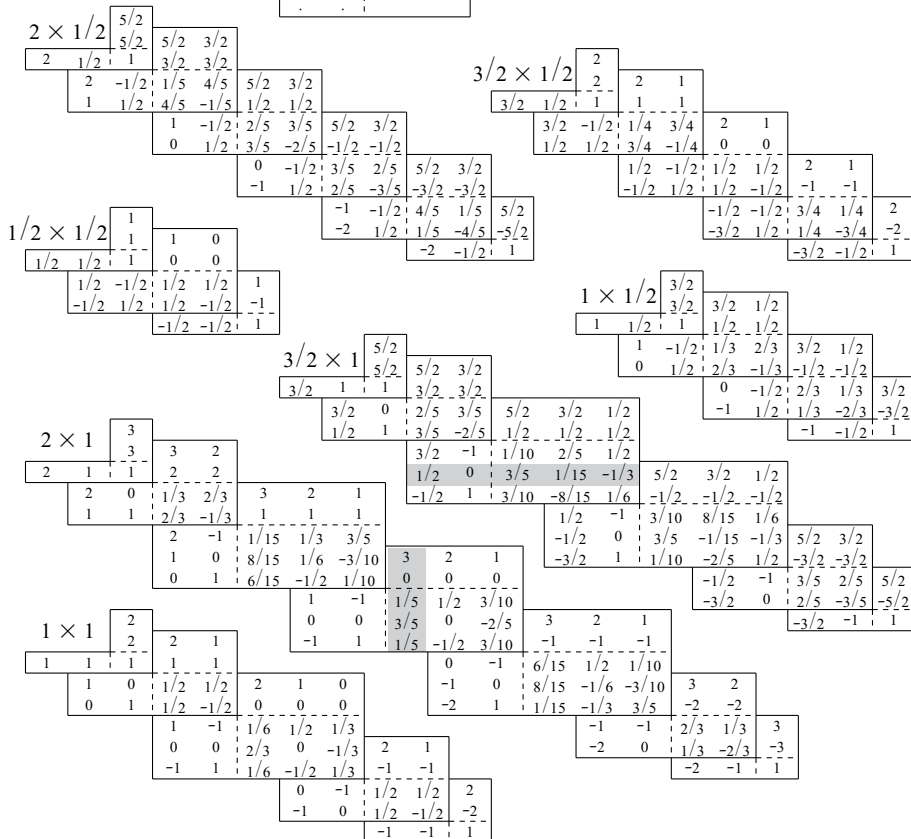 . .
2 × 1/2
5/2
5/2 5/2 3/2
2 1/2 1 3/2 3/2
2 -1/2 1/5 4/5 5/2 3/2
1 1/2 4/5 -1/5 1/2 1/2
1 -1/2 2/5 3/5 5/2 3/2
0 1/2 3/5 -2/5 -1/2 -1/2
0 -1/2 3/5 2/5 5/2 3/2
-1 1/2 2/5 -3/5 -3/2 -3/2
-1 -1/2 4/5 1/5 5/2
-2 1/2 1/5 -4/5 -5/2
-2 -1/2 1
3/2 × 1/2
2
2 2 1
3/2 1/2 1 1 1
3/2 -1/2 1/4 3/4 2 1
1/2 1/2 3/4 -1/4 0 0
1/2 -1/2 1/2 1/2 2 1
-1/2 1/2 1/2 -1/2 -1 -1
-1/2 -1/2 3/4 1/4 2
-3/2 1/2 1/4 -3/4 -2
-3/2 -1/2 1
1/2 × 1/2
1
1 1 0
1/2 1/2 1 0 0
1/2 -1/2 1/2 1/2 1
-1/2 1/2 1/2 -1/2 -1
-1/2 -1/2 1
1 × 1/2
3/2
3/2 3/2 1/2
1 1/2 1 1/2 1/2
1 -1/2 1/3 2/3 3/2 1/2
0 1/2 2/3 -1/3 -1/2 -1/2
0 -1/2 2/3 1/3 3/2
-1 1/2 1/3 -2/3 -3/2
-1 -1/2 1
3/2 × 1
5/2
5/2 5/2 3/2
3/2 1 1 3/2 3/2
3/2 0 2/5 3/5 5/2 3/2 1/2
1/2 1 3/5 -2/5 1/2 1/2 1/2
3/2 -1 1/10 2/5 1/2
1/2 0 3/5 1/15 -1/3 5/2 3/2 1/2
-1/2 1 3/10 -8/15 1/6 -1/2 -1/2 -1/2
1/2 -1 3/10 8/15 1/6
-1/2 0 3/5 -1/15 -1/3 5/2 3/2
-3/2 1 1/10 -2/5 1/2 -3/2 -3/2
-1/2 -1 3/5 2/5 5/2
-3/2 0 2/5 -3/5 -5/2
-3/2 -1 1
2 × 1
3
3 3 2
2 1 1 2 2
2 0 1/3 2/3 3 2 1
1 1 2/3 -1/3 1 1 1
2 -1 1/15 1/3 3/5
1 0 8/15 1/6 -3/10 3 2 1
0 1 6/15 -1/2 1/10 0 0 0
1 -1 1/5 1/2 3/10
0 0 3/5 0 -2/5 3 2 1
-1 1 1/5 -1/2 3/10 -1 -1 -1
0 -1 6/15 1/2 1/10
-1 0 8/15 -1/6 -3/10 3 2
-2 1 1/15 -1/3 3/5 -2 -2
-1 -1 2/3 1/3 3
-2 0 1/3 -2/3 -3
-2 -1 1
1 × 1
2
2 2 1
1 1 1 1 1
1 0 1/2 1/2 2 1 0
0 1 1/2 -1/2 0 0 0
1 -1 1/6 1/2 1/3
0 0 2/3 0 -1/3 2 1
-1 1 1/6 -1/2 1/3 -1 -1
0 -1 1/2 1/2 2
-1 0 1/2 -1/2 -2
-1 -1 1